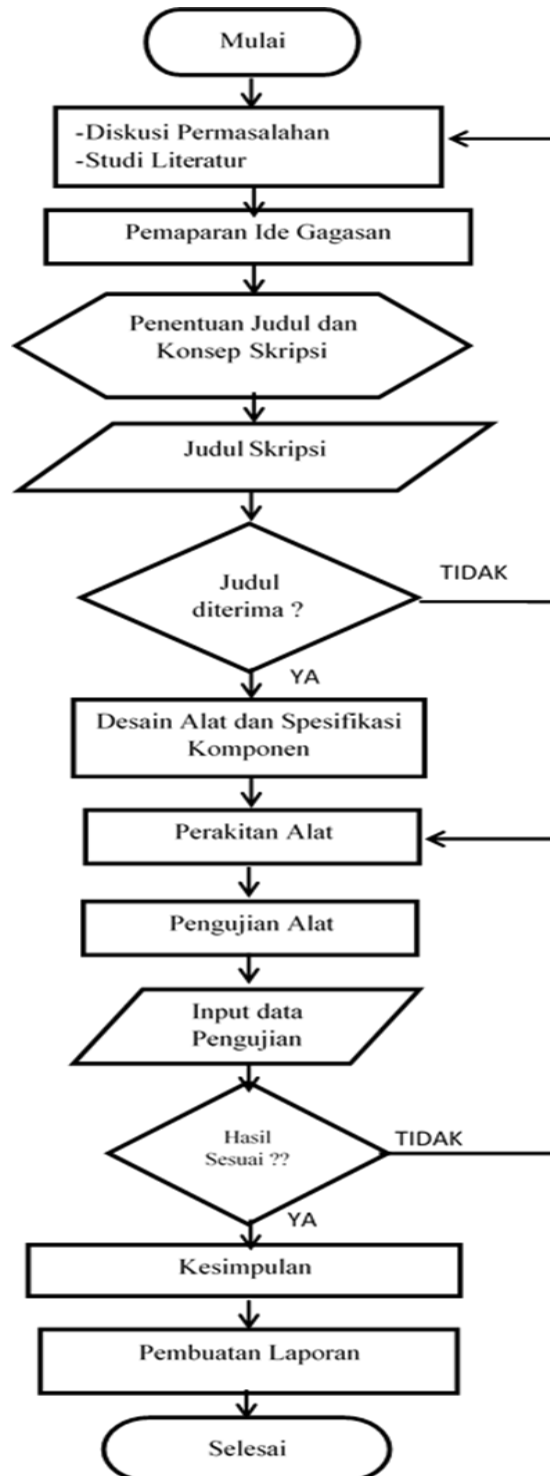 Mulai
-Diskusi Permasalahan
-Studi Literatur
Pemaparan Ide Gagasan
Penentuan Judul dan
Konsep Skripsi
Judul Skripsi
Judul
diterima ?
TIDAK
YA
Desain Alat dan Spesifikasi
Komponen
Perakitan Alat
Pengujian Alat
Input data
Pengujian
Hasil
Sesuai ??
TIDAK
YA
Kesimpulan
Pembuatan Laporan
Selesai